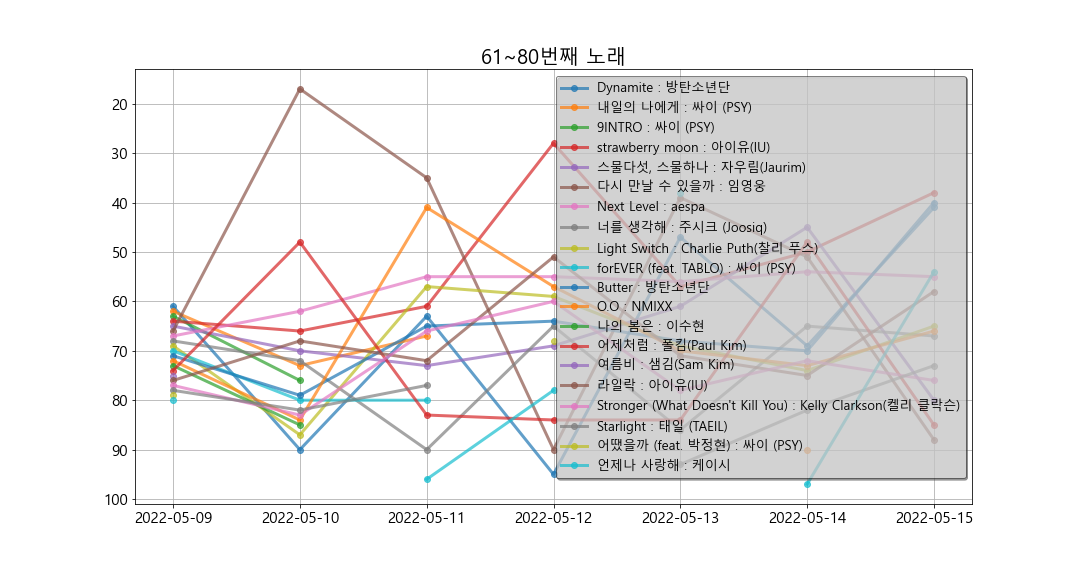 61~80번째 노래
20
30
40
50
60
70
80
90
100
Dynamite : 방탄소년단
내일의 나에게 : 싸이 (PSY)
9INTRO : 싸이 (PSY)
strawberry moon : 아이유(IU)
스물다섯, 스물하나 : 자우림(Jaurim)
다시 만날 수 있을까 : 임영웅
Next Level : aespa
너를 생각해 : 주시크 (Joosiq)
Light Switch : Charlie Puth(찰리 푸스)
forEVER (feat. TABLO) : 싸이 (PSY)
Butter : 방탄소년단
O.O : NMIXX
나의 봄은 : 이수현
어제처럼 : 폴킴(Paul Kim)
여름비 : 샘김(Sam Kim)
라일락 : 아이유(IU)
Stronger (What Doesn't Kill You) : Kelly Clarkson(켈리 클락슨)
Starlight : 태일 (TAEIL)
어땠을까 (feat. 박정현) : 싸이 (PSY)
언제나 사랑해 : 케이시
2022-05-09 2022-05-10 2022-05-11 2022-05-12 2022-05-13 2022-05-14 2022-05-15